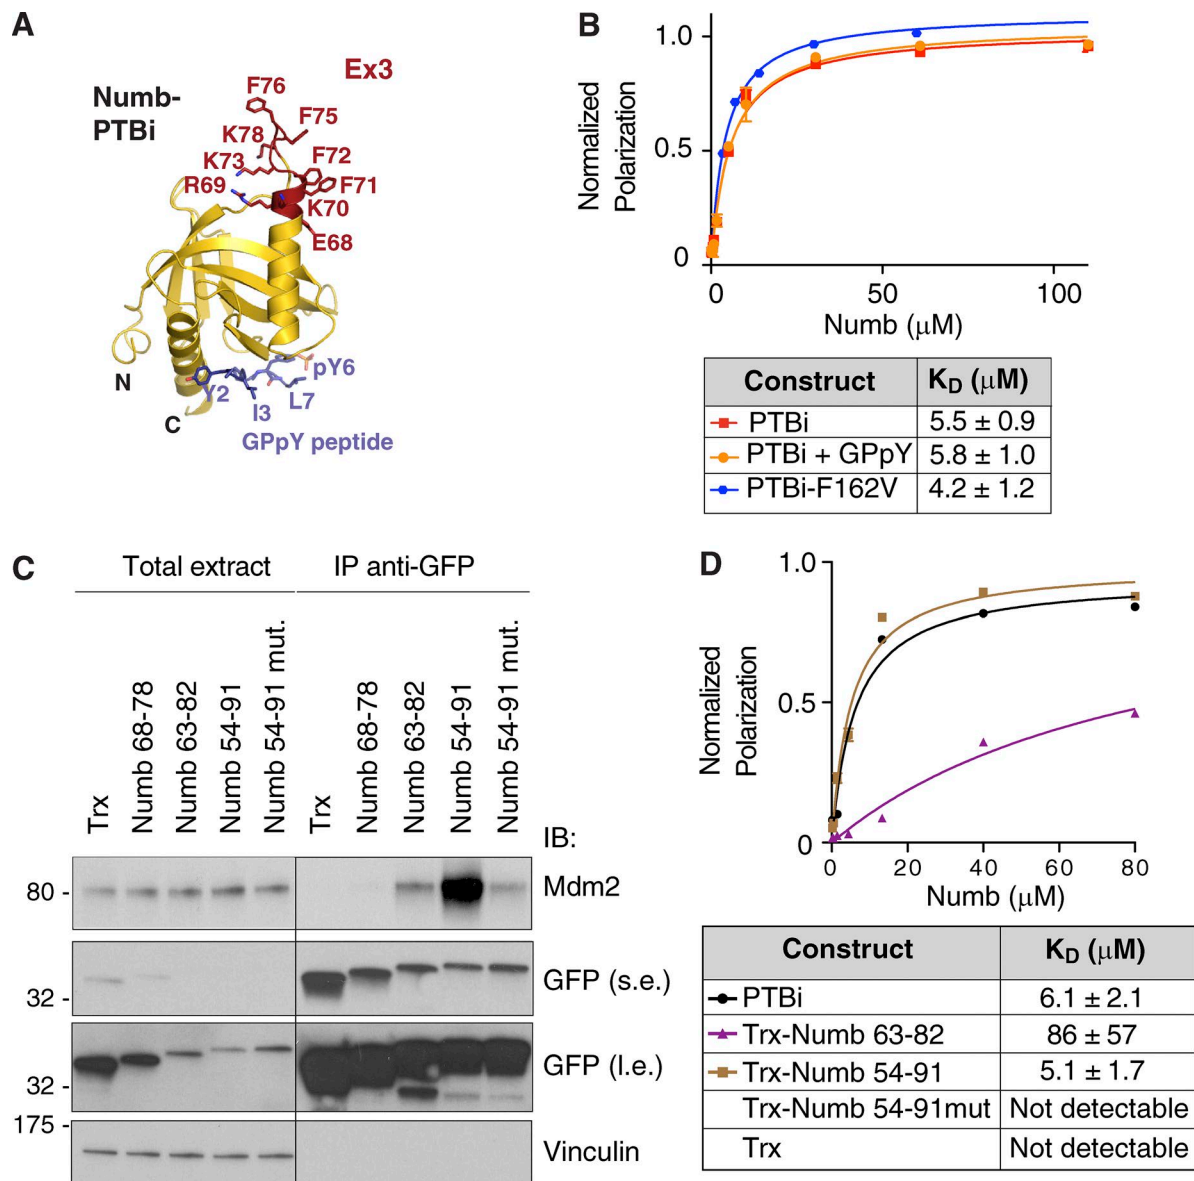 A
Numb-
PTBi
Ex3
F76
F75
K78
F72
K73
F71
R69
K70
E68
N
C
Y2
I3
L7
pY6
GPpY peptide
B
Normalized
Polarization
1.0
0.5
0
0 50 100
Numb (μM)
Construct K_D (μM)
PTBi 5.5 ± 0.9
PTBi + GPpY 5.8 ± 1.0
PTBi-F162V 4.2 ± 1.2
C
Total extract IP anti-GFP
Trx
Numb 68-78
Numb 63-82
Numb 54-91
Numb 54-91 mut.
Trx
Numb 68-78
Numb 63-82
Numb 54-91
Numb 54-91 mut.
IB:
80 - Mdm2
GFP (s.e.)
32 -
GFP (l.e.)
32 -
175 -
Vinculin
D
Normalized
Polarization
1.0
0.5
0
0 20 40 60 80
Numb (μM)
Construct K_D (μM)
PTBi 6.1 ± 2.1
Trx-Numb 63-82 86 ± 57
Trx-Numb 54-91 5.1 ± 1.7
Trx-Numb 54-91mut Not detectable
Trx Not detectable